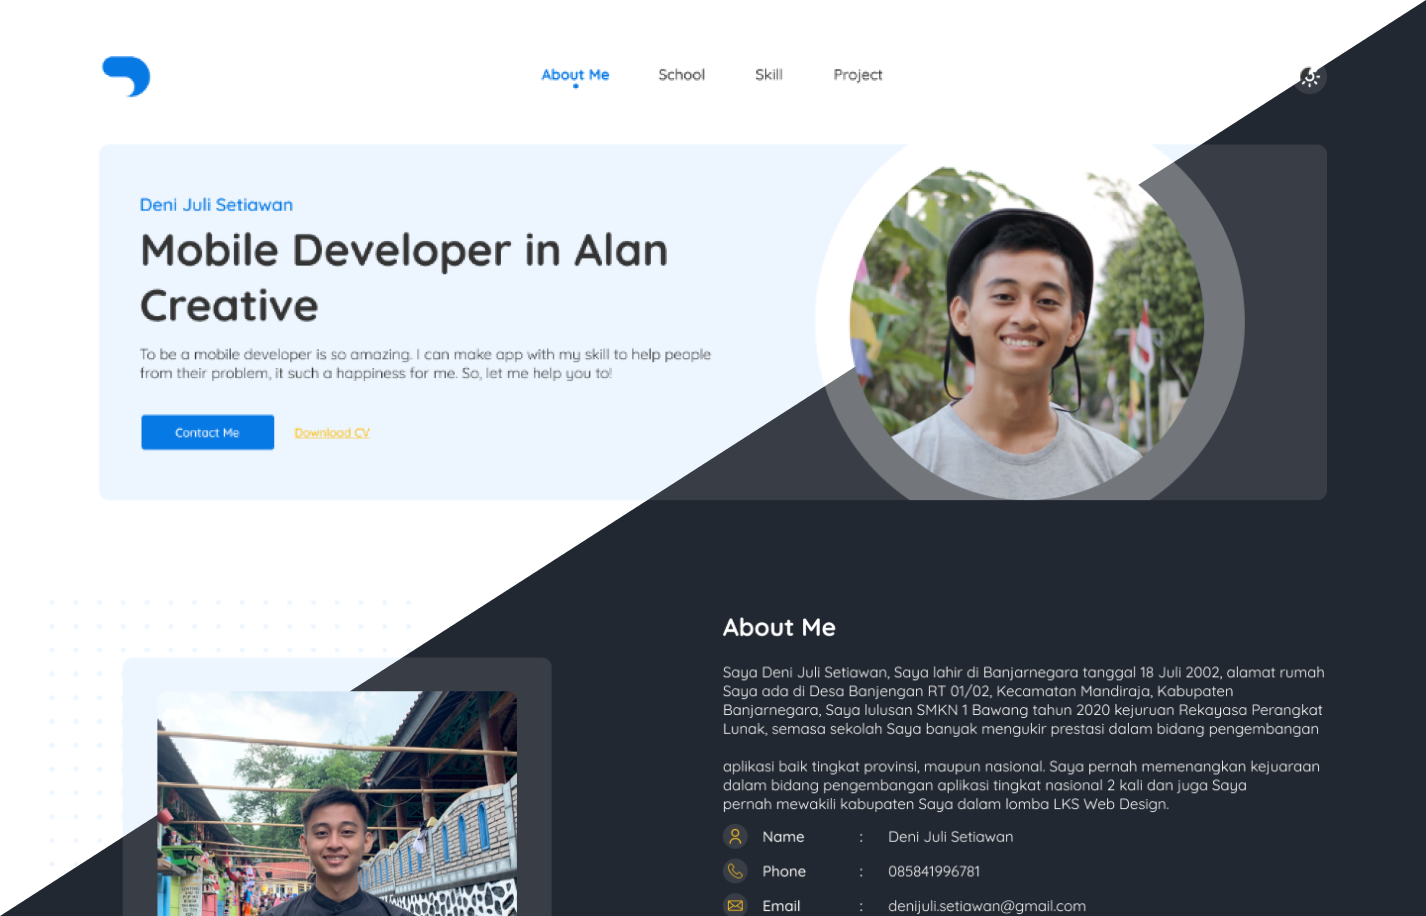 About Me School Skill Project
Deni Juli Setiawan
Mobile Developer in Alan
Creative
To be a mobile developer is so amazing. I can make app with my skill to help people
from their problem, it such a happiness for me. So, let me help you to!
Contact Me Download CV
About Me
Saya Deni Juli Setiawan, Saya lahir di Banjarnegara tanggal 18 Juli 2002, alamat rumah
Saya ada di Desa Banjengan RT 01/02, Kecamatan Mandiraja, Kabupaten
Banjarnegara, Saya lulusan SMKN 1 Bawang tahun 2020 kejuruan Rekayasa Perangkat
Lunak, semasa sekolah Saya banyak mengukir prestasi dalam bidang pengembangan
aplikasi baik tingkat provinsi, maupun nasional. Saya pernah memenangkan kejuaraan
dalam bidang pengembangan aplikasi tingkat nasional 2 kali dan juga Saya
pernah mewakili kabupaten Saya dalam lomba LKS Web Design.
Name : Deni Juli Setiawan
Phone : 085841996781
Email : denijuli.setiawan@gmail.com